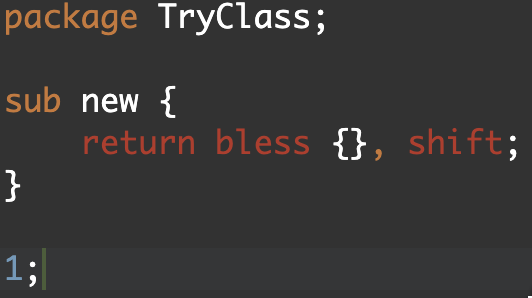 package TryClass;
sub new {
    return bless {}, shift;
}
1;